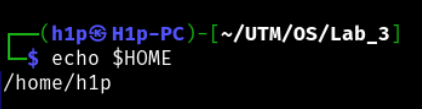 ┌──(h1p㉿H1p-PC)-[~/UTM/OS/Lab_3]
└─$ echo $HOME
/home/h1p